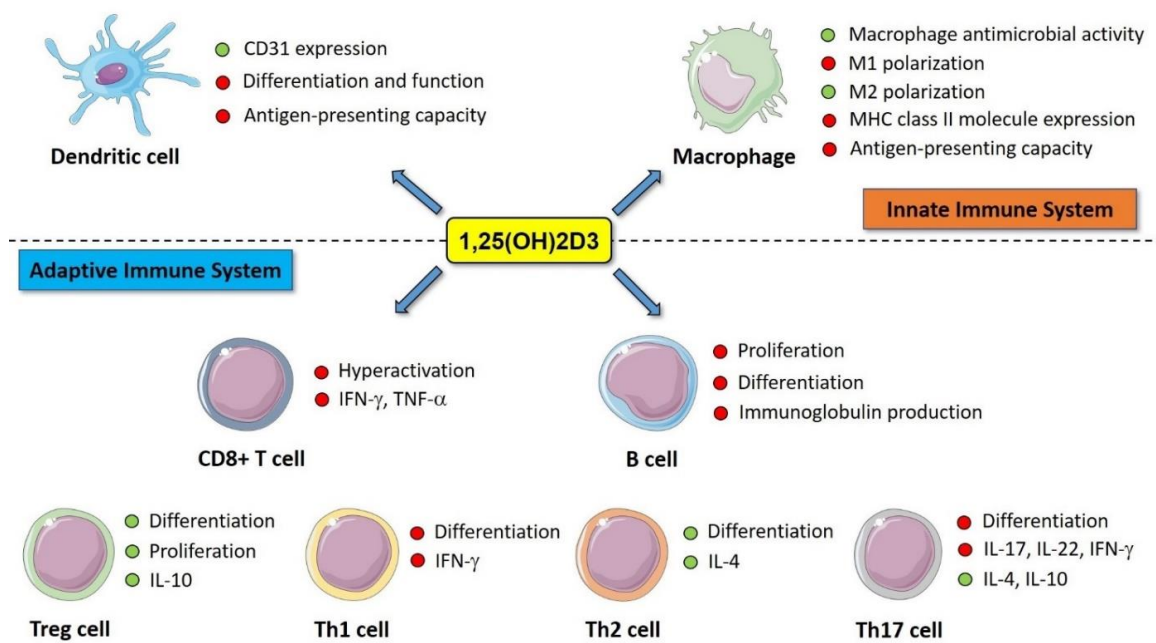 CD31 expression
Differentiation and function
Antigen-presenting capacity
Dendritic cell
Macrophage antimicrobial activity
M1 polarization
M2 polarization
MHC class II molecule expression
Antigen-presenting capacity
Macrophage
Innate Immune System
1,25(OH)2D3
Adaptive Immune System
Hyperactivation
IFN-γ, TNF-α
CD8+ T cell
Proliferation
Differentiation
Immunoglobulin production
B cell
Differentiation
Proliferation
IL-10
Treg cell
Differentiation
IFN-γ
Th1 cell
Differentiation
IL-4
Th2 cell
Differentiation
IL-17, IL-22, IFN-γ
IL-4, IL-10
Th17 cell